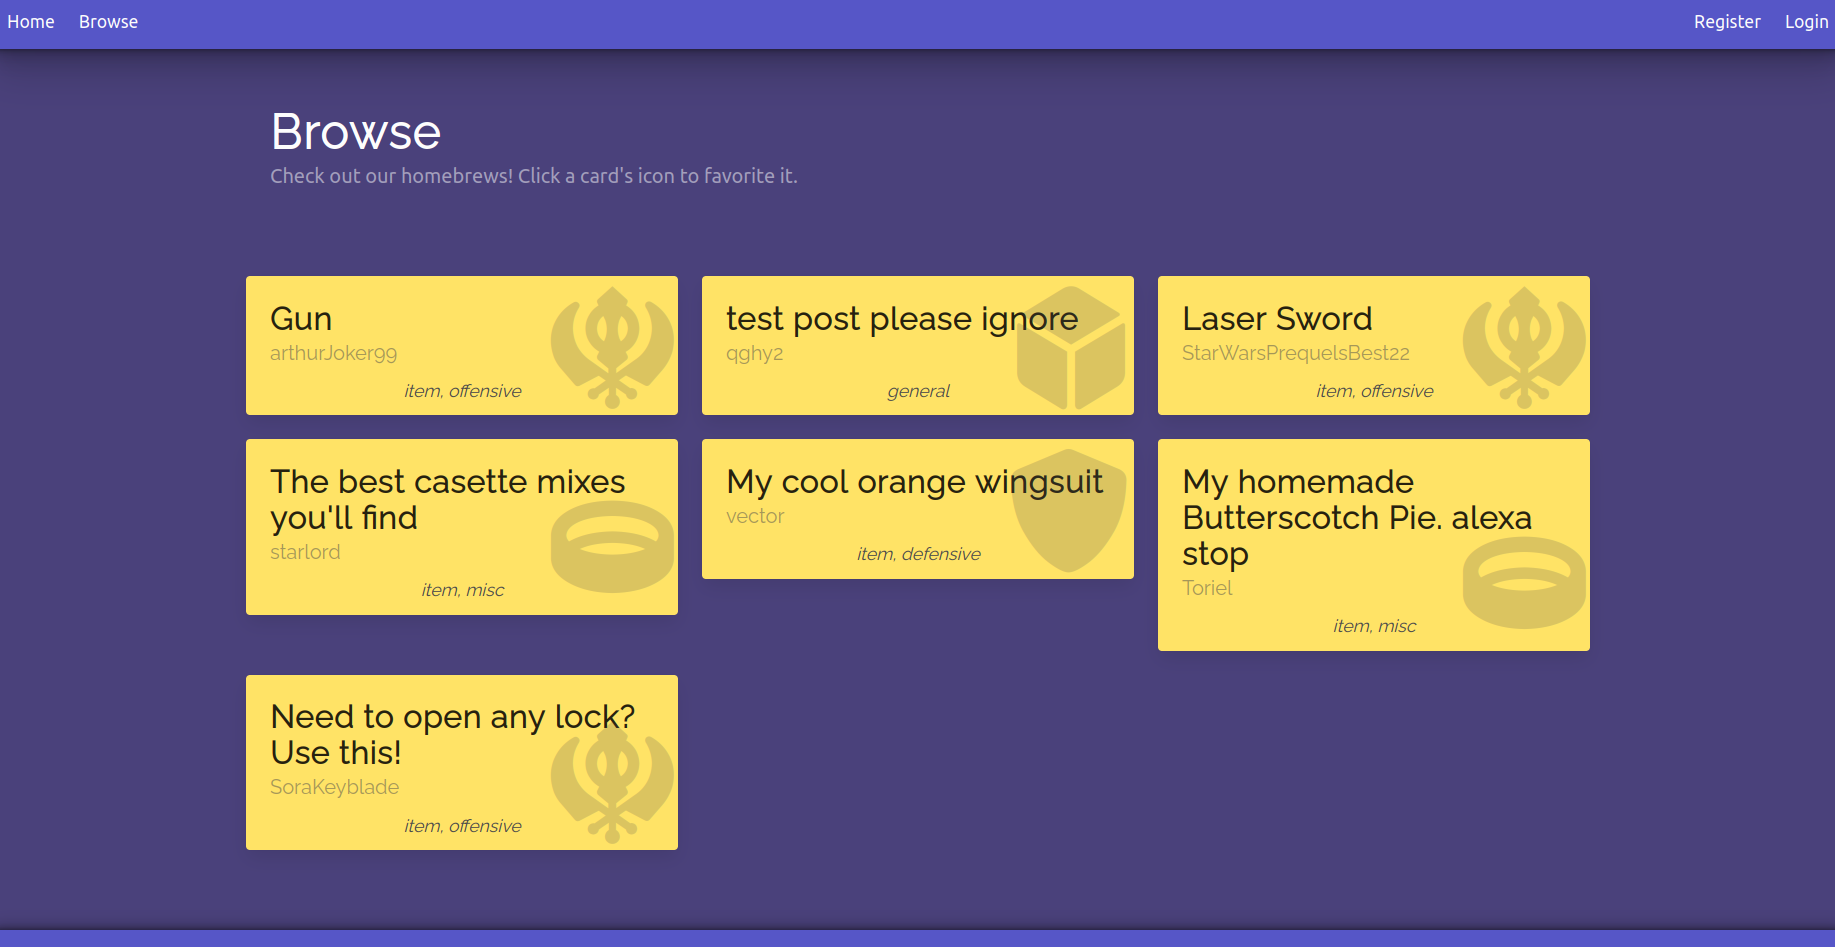 Home Browse Register Login
Browse
Check out our homebrews! Click a card's icon to favorite it.
Gun
arthurJoker99
item, offensive
test post please ignore
qghy2
general
Laser Sword
StarWarsPrequelsBest22
item, offensive
The best casette mixes
you'll find
starlord
item, misc
My cool orange wingsuit
vector
item, defensive
My homemade
Butterscotch Pie. alexa
stop
Toriel
item, misc
Need to open any lock?
Use this!
SoraKeyblade
item, offensive